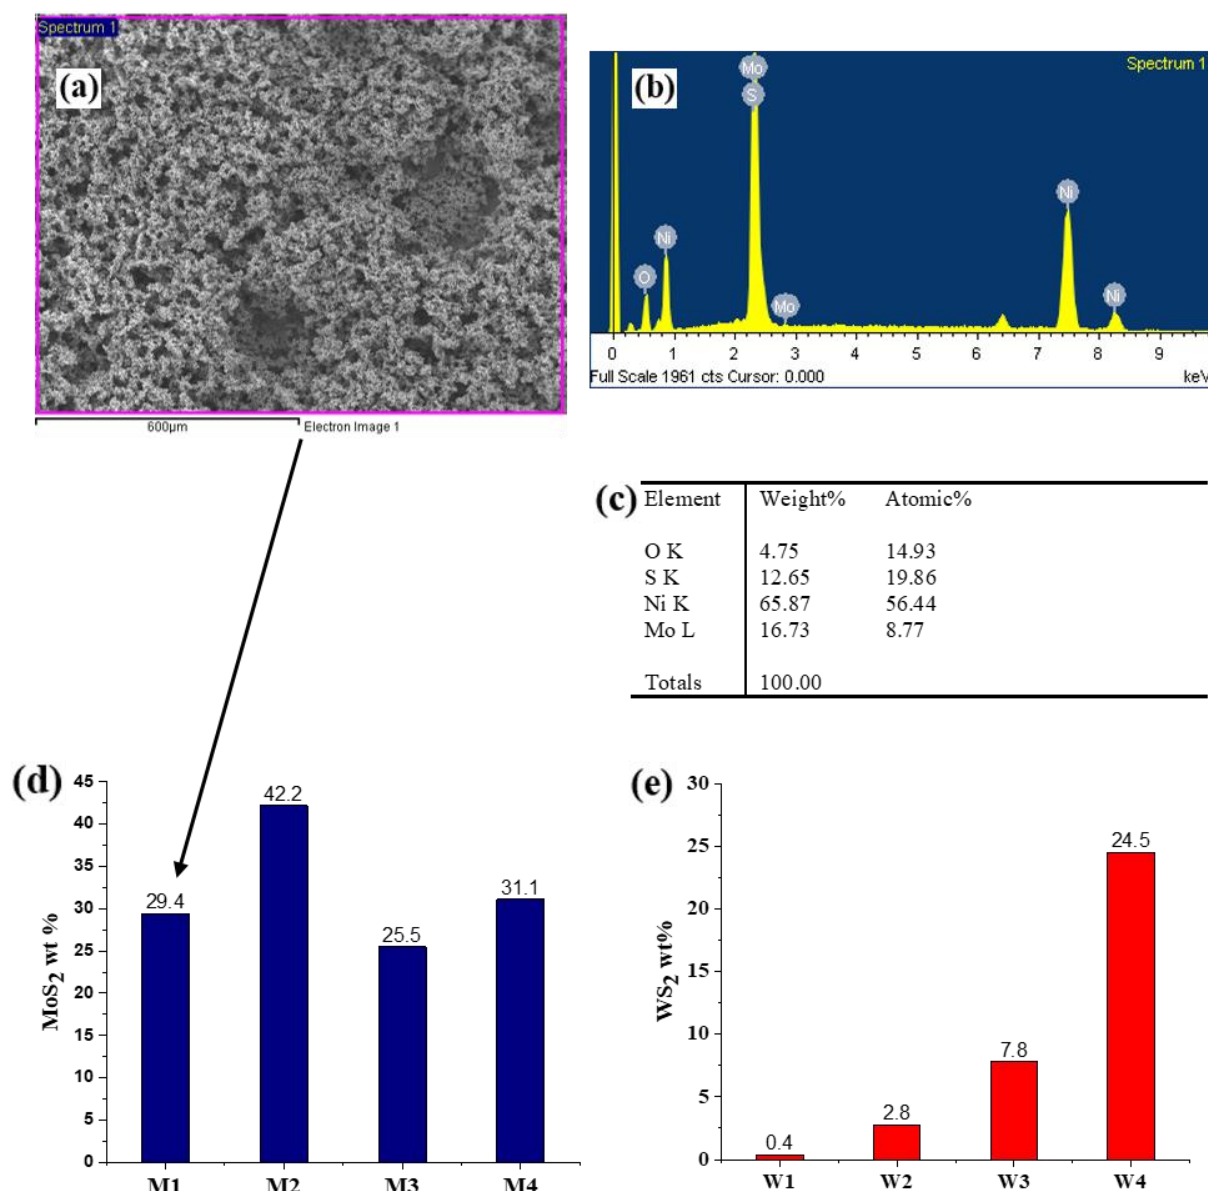 Spectrum 1
(a)
600µm
Electron Image 1
(b)
Spectrum 1
Mo
S
Ni
Ni
O
Mo
Ni
0 1 2 3 4 5 6 7 8 9
Full Scale 1961 cts Cursor: 0.000
keV
(c)
Element Weight% Atomic%
O K 4.75 14.93
S K 12.65 19.86
Ni K 65.87 56.44
Mo L 16.73 8.77
Totals 100.00
(d)
MoS2 wt %
45
40
35
30
25
20
15
10
5
0
29.4
42.2
25.5
31.1
M1 M2 M3 M4
(e)
WS2 wt%
30
25
20
15
10
5
0
0.4
2.8
7.8
24.5
W1 W2 W3 W4